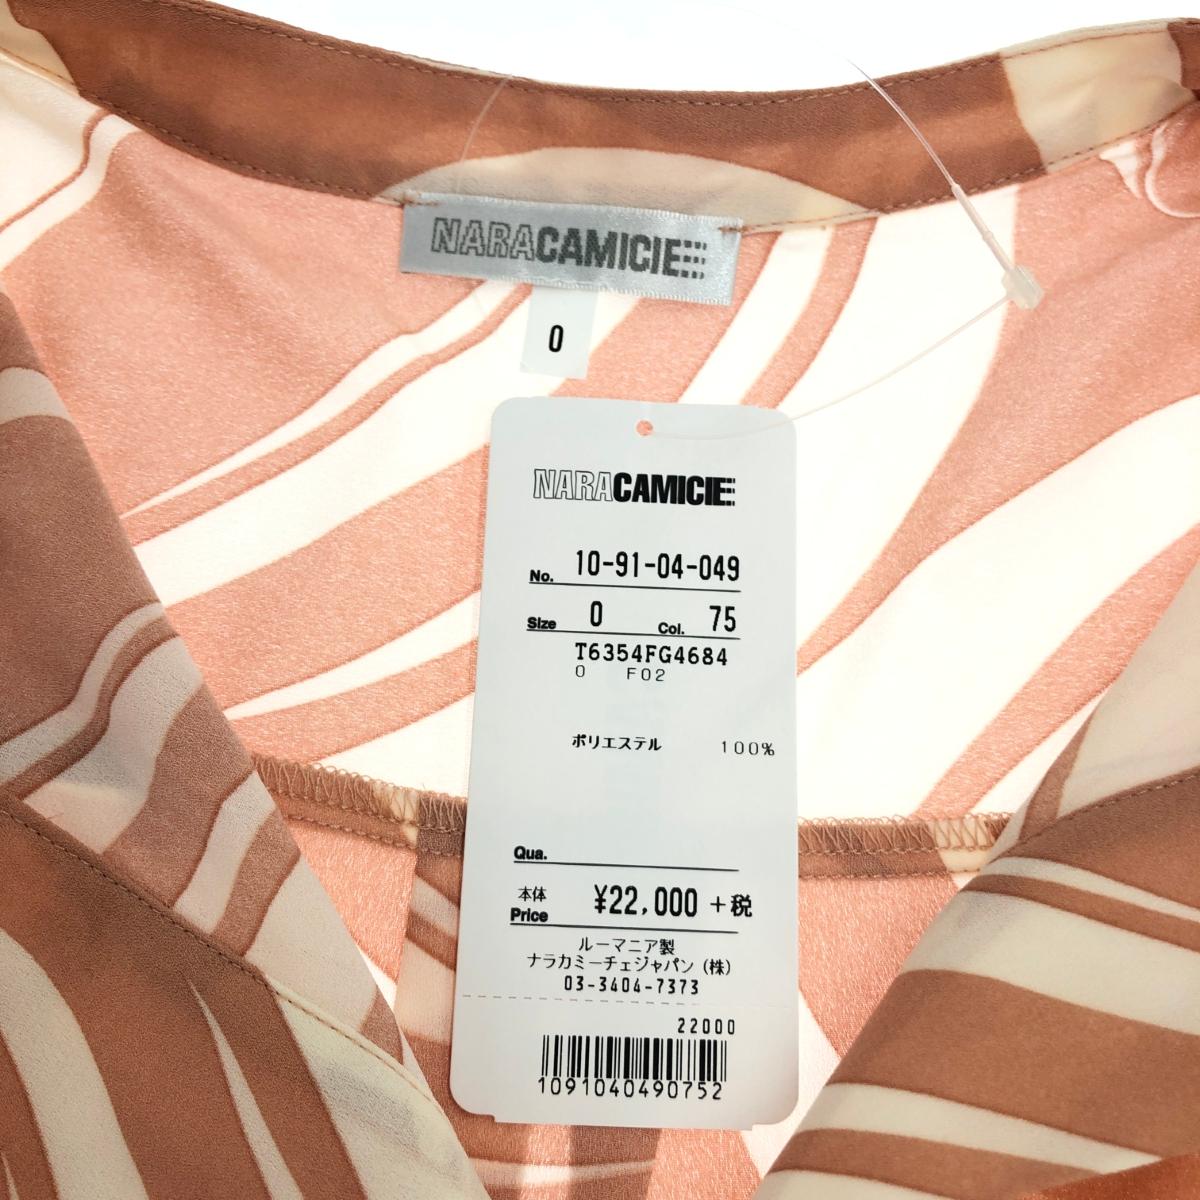 NARACAMICIE
0
NARACAMICIE
No. 10-91-04-049
Size 0 Col. 75
T6354FG4684
0 F02
ポリエステル 100%
Qua.
本体 Price ¥22,000 +税
ルーマニア製
ナラカミーチェジャパン（株）
03-3404-7373
22000
1091040490752